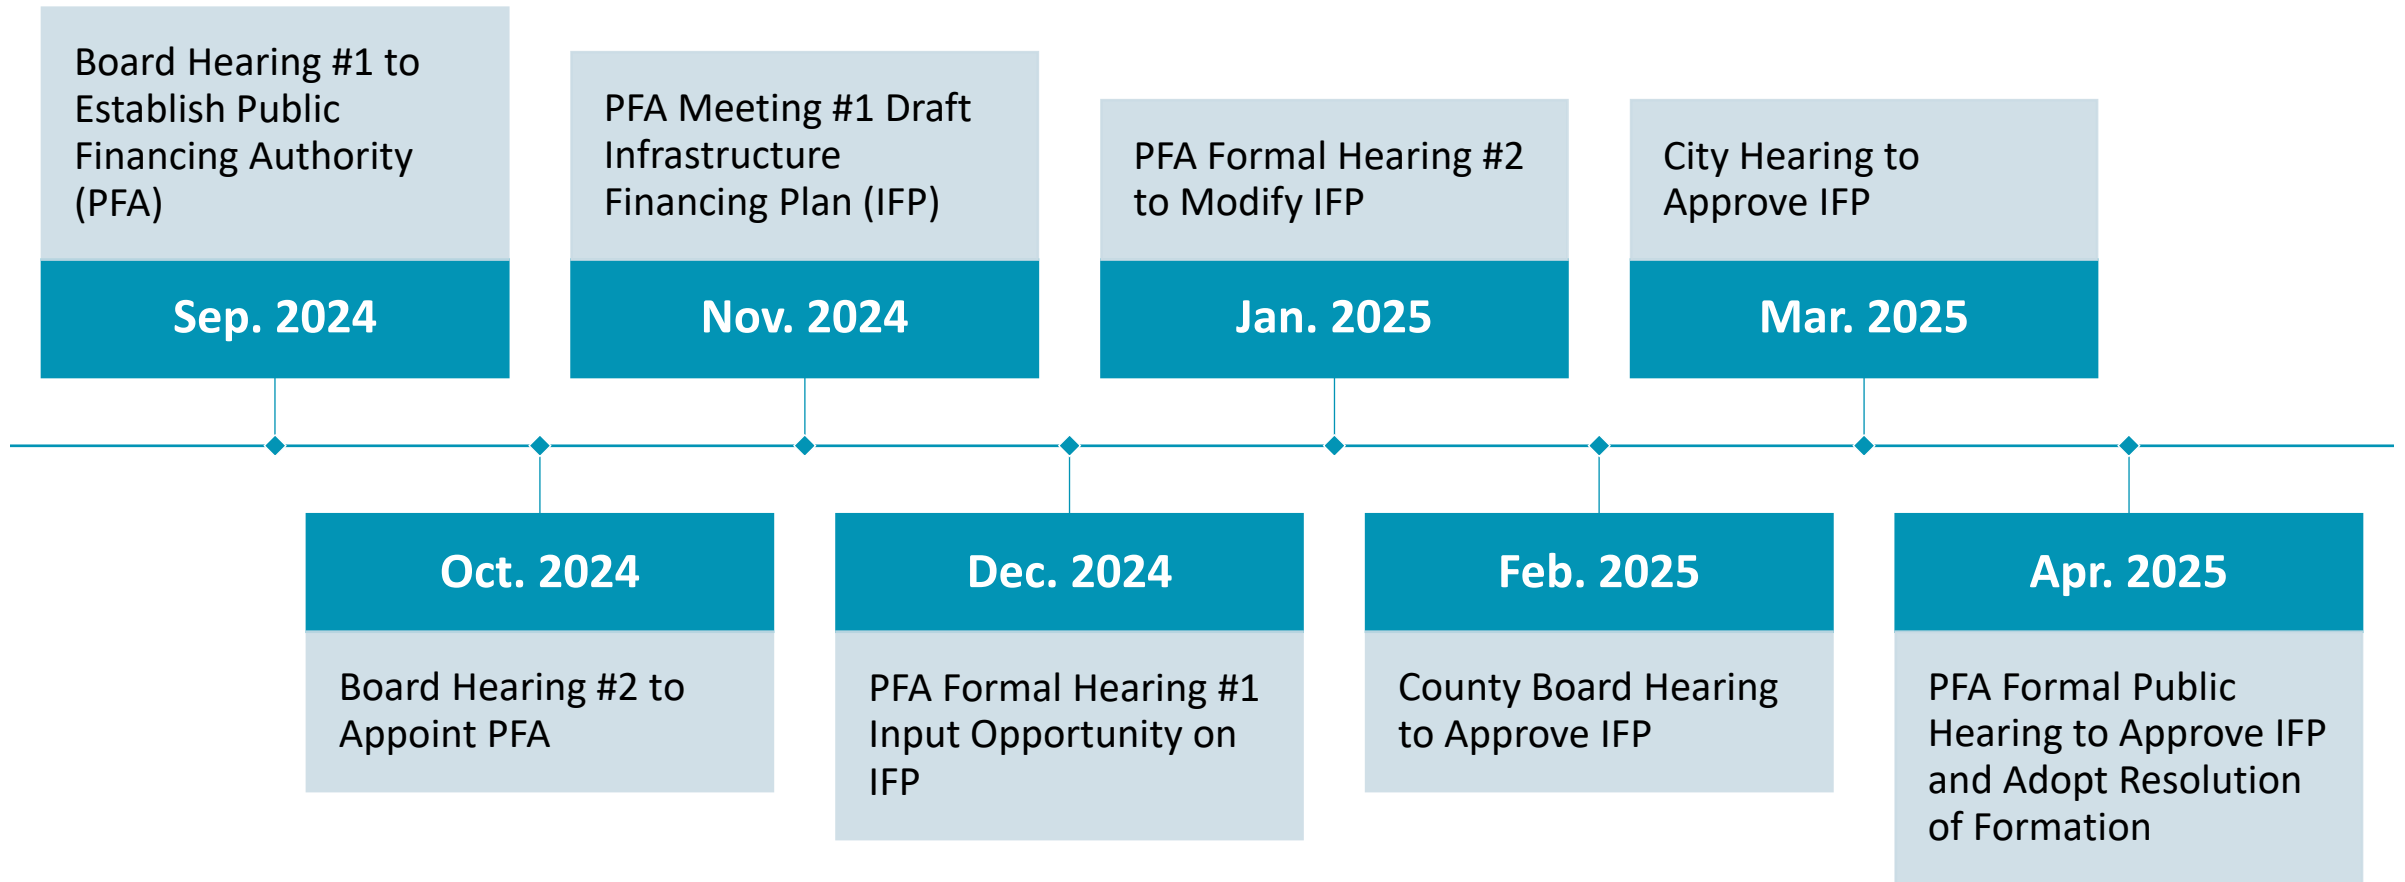 Board Hearing #1 to
Establish Public
Financing Authority
(PFA)
Sep. 2024
Oct. 2024
Board Hearing #2 to
Appoint PFA
PFA Meeting #1 Draft
Infrastructure
Financing Plan (IFP)
Nov. 2024
Dec. 2024
PFA Formal Hearing #1
Input Opportunity on
IFP
PFA Formal Hearing #2
to Modify IFP
Jan. 2025
Feb. 2025
County Board Hearing
to Approve IFP
City Hearing to
Approve IFP
Mar. 2025
Apr. 2025
PFA Formal Public
Hearing to Approve IFP
and Adopt Resolution
of Formation